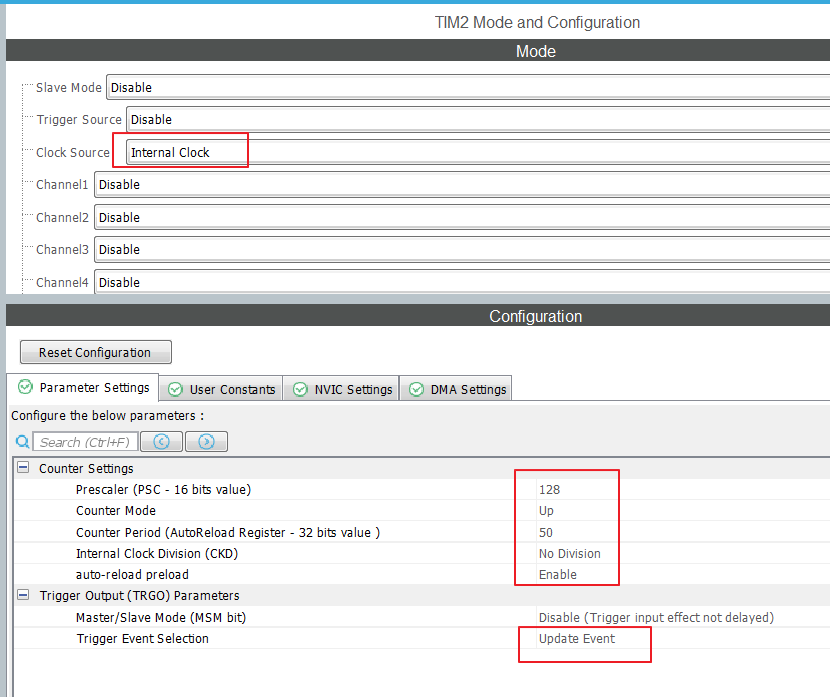 TIM2 Mode and Configuration
Mode
Slave Mode Disable
Trigger Source Disable
Clock Source Internal Clock
Channel1 Disable
Channel2 Disable
Channel3 Disable
Channel4 Disable
Configuration
Reset Configuration
Parameter Settings User Constants NVIC Settings DMA Settings
Configure the below parameters :
Search (Ctrl+F)
Counter Settings
Prescaler (PSC - 16 bits value) 128
Counter Mode Up
Counter Period (AutoReload Register - 32 bits value ) 50
Internal Clock Division (CKD) No Division
auto-reload preload Enable
Trigger Output (TRGO) Parameters
Master/Slave Mode (MSM bit) Disable (Trigger input effect not delayed)
Trigger Event Selection Update Event